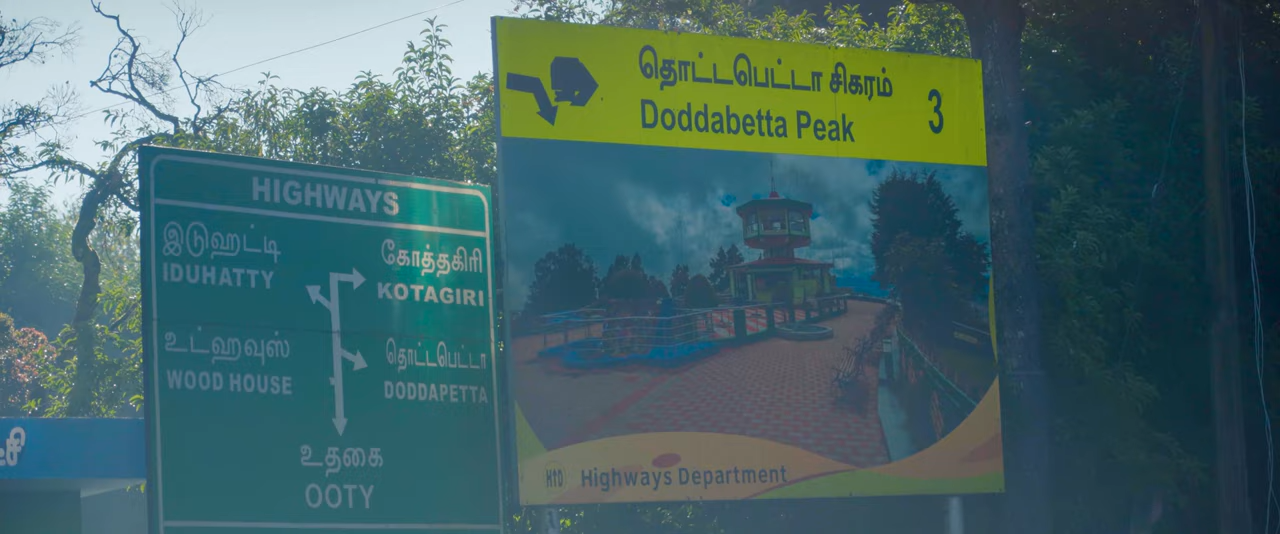 HIGHWAYS
இடுஹட்டி
IDUHATTY
கோத்தகிரி
KOTAGIRI
உட்ஹவுஸ்
WOOD HOUSE
தொட்டபெட்டா
DODDAPETTA
உதகை
OOTY
தொட்டபெட்டா சிகரம்
Doddabetta Peak
3
Highways Department